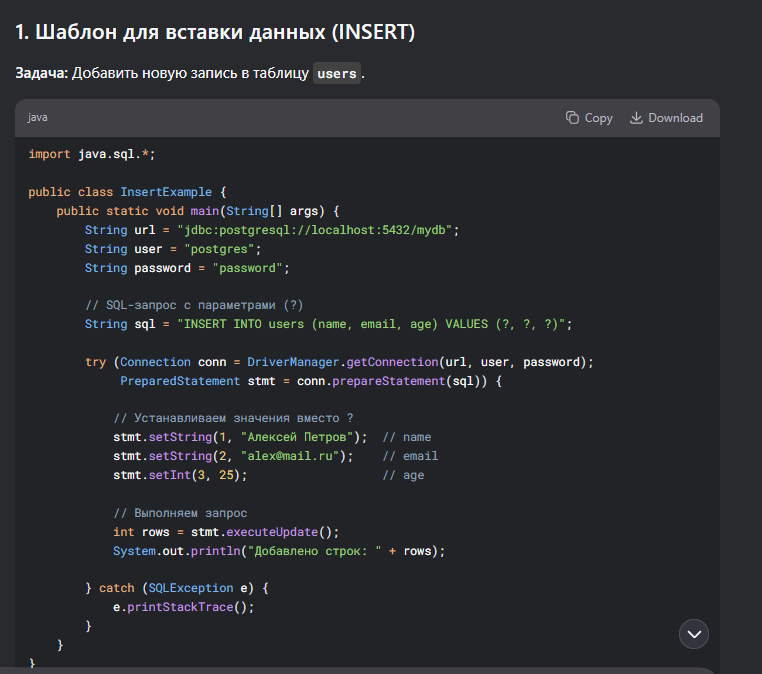 1. Шаблон для вставки данных (INSERT)
Задача: Добавить новую запись в таблицу users.
java
Copy
Download
import java.sql.*;
public class InsertExample {
    public static void main(String[] args) {
        String url = "jdbc:postgresql://localhost:5432/mydb";
        String user = "postgres";
        String password = "password";
        // SQL-запрос с параметрами (?)
        String sql = "INSERT INTO users (name, email, age) VALUES (?, ?, ?)";
        try (Connection conn = DriverManager.getConnection(url, user, password);
             PreparedStatement stmt = conn.prepareStatement(sql)) {
            // Устанавливаем значения вместо ?
            stmt.setString(1, "Алексей Петров");  // name
            stmt.setString(2, "alex@mail.ru");    // email
            stmt.setInt(3, 25);                   // age
            // Выполняем запрос
            int rows = stmt.executeUpdate();
            System.out.println("Добавлено строк: " + rows);
        } catch (SQLException e) {
            e.printStackTrace();
        }
    }
}